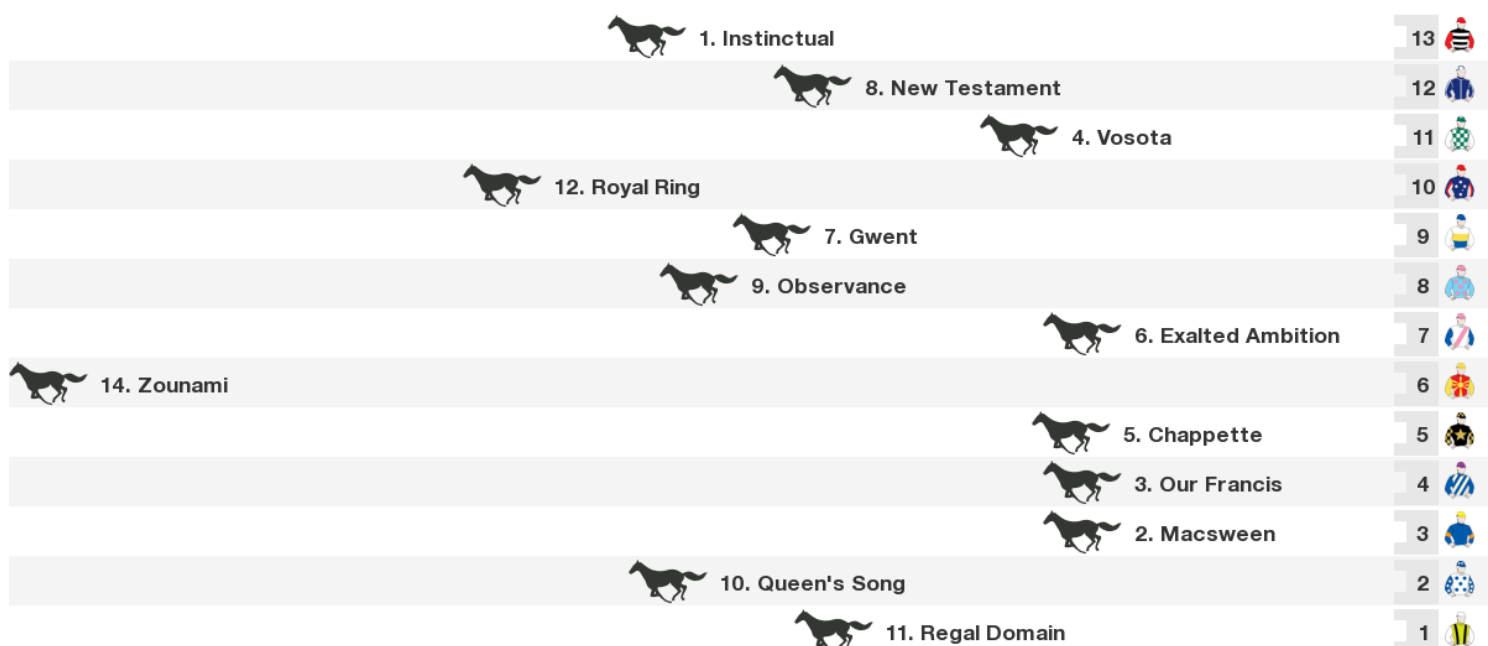 1. Instinctual 13
8. New Testament 12
4. Vosota 11
12. Royal Ring 10
7. Gwent 9
9. Observance 8
6. Exalted Ambition 7
14. Zounami 6
5. Chappette 5
3. Our Francis 4
2. Macsween 3
10. Queen's Song 2
11. Regal Domain 1